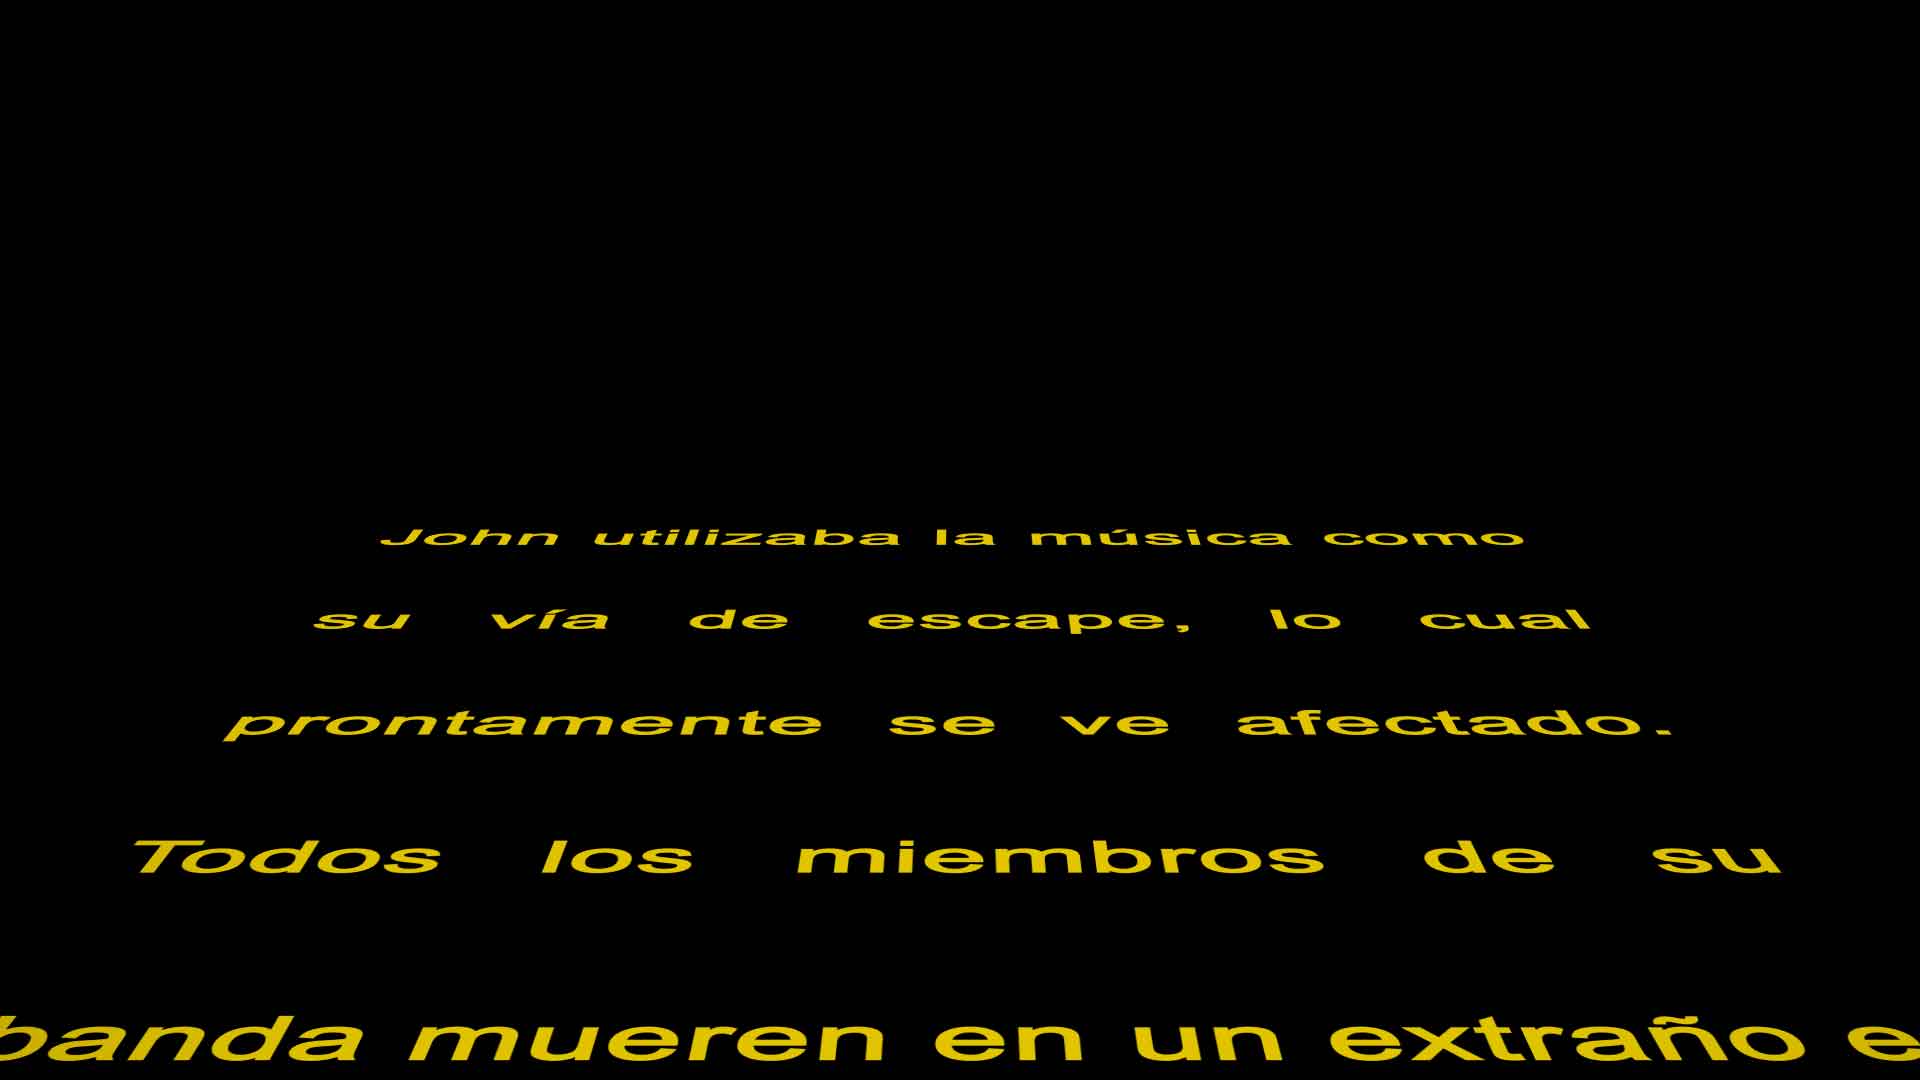 John utilizaba la música como
su vía de escape, lo cual
prontamente se ve afectado.
Todos los miembros de su
banda mueren en un extraño e